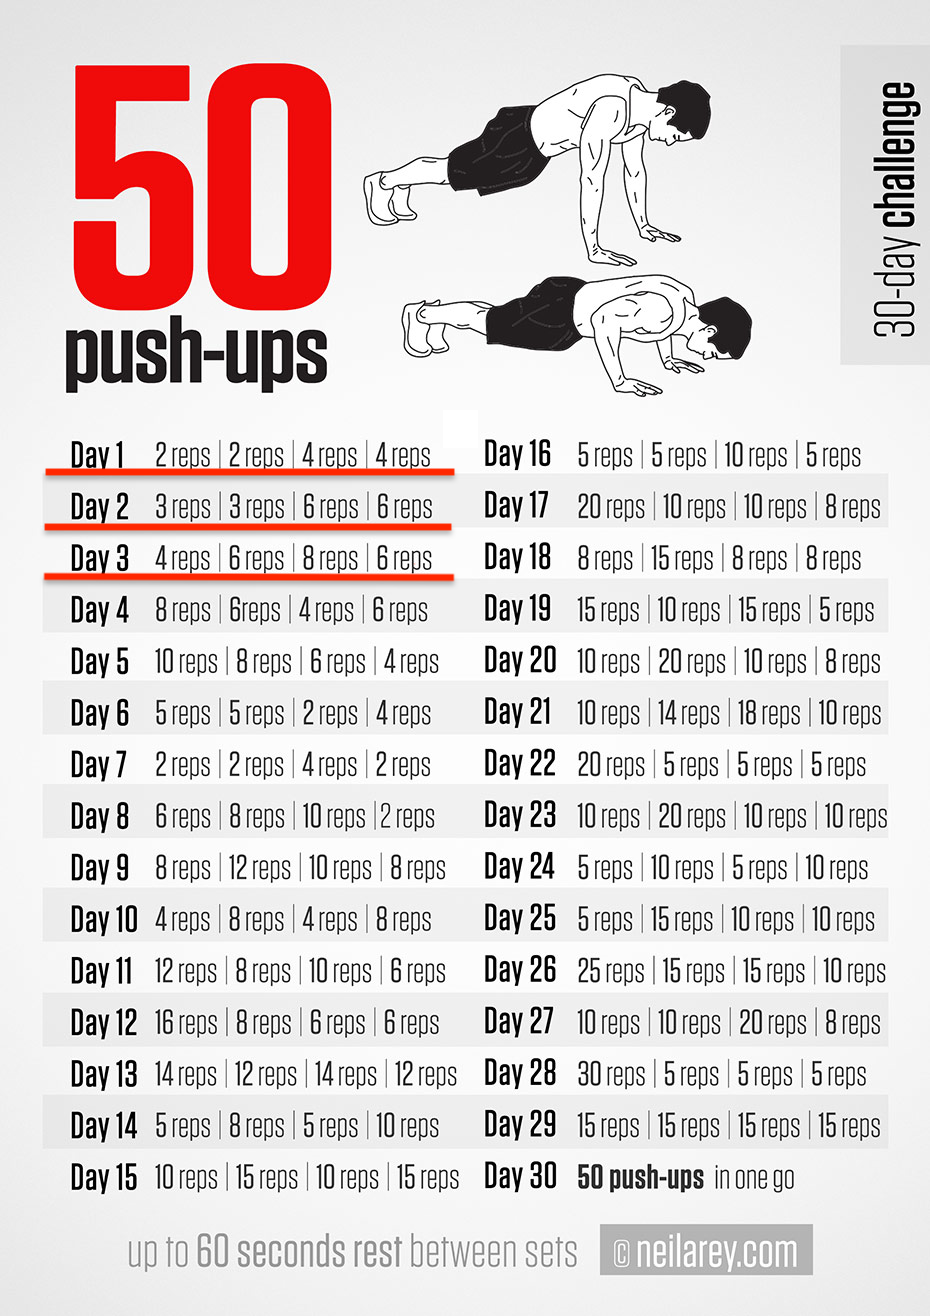 50
push-ups
30-day challenge
Day 1 2 reps | 2 reps | 4 reps | 4 reps
Day 2 3 reps | 3 reps | 6 reps | 6 reps
Day 3 4 reps | 6 reps | 8 reps | 6 reps
Day 4 8 reps | 6reps | 4 reps | 6 reps
Day 5 10 reps | 8 reps | 6 reps | 4 reps
Day 6 5 reps | 5 reps | 2 reps | 4 reps
Day 7 2 reps | 2 reps | 4 reps | 2 reps
Day 8 6 reps | 8 reps | 10 reps |2 reps
Day 9 8 reps | 12 reps | 10 reps | 8 reps
Day 10 4 reps | 8 reps | 4 reps | 8 reps
Day 11 12 reps | 8 reps | 10 reps | 6 reps
Day 12 16 reps | 8 reps | 6 reps | 6 reps
Day 13 14 reps | 12 reps | 14 reps | 12 reps
Day 14 5 reps | 8 reps | 5 reps | 10 reps
Day 15 10 reps | 15 reps | 10 reps | 15 reps
Day 16 5 reps | 5 reps | 10 reps | 5 reps
Day 17 20 reps | 10 reps | 10 reps | 8 reps
Day 18 8 reps | 15 reps | 8 reps | 8 reps
Day 19 15 reps | 10 reps | 15 reps | 5 reps
Day 20 10 reps | 20 reps | 10 reps | 8 reps
Day 21 10 reps | 14 reps | 18 reps | 10 reps
Day 22 20 reps | 5 reps | 5 reps | 5 reps
Day 23 10 reps | 20 reps | 10 reps | 10 reps
Day 24 5 reps | 10 reps | 5 reps | 10 reps
Day 25 5 reps | 15 reps | 10 reps | 10 reps
Day 26 25 reps | 15 reps | 15 reps | 10 reps
Day 27 10 reps | 10 reps | 20 reps | 8 reps
Day 28 30 reps | 5 reps | 5 reps | 5 reps
Day 29 15 reps | 15 reps | 15 reps | 15 reps
Day 30 50 push-ups in one go
up to 60 seconds rest between sets
© neilarey.com